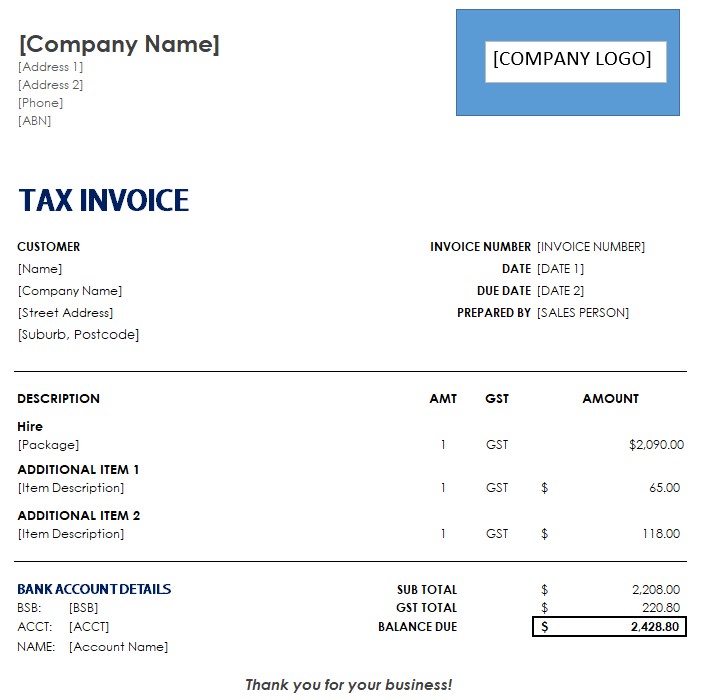 [Company Name]
[Address 1]
[Address 2]
[Phone]
[ABN]
[COMPANY LOGO]
TAX INVOICE
CUSTOMER
[Name]
[Company Name]
[Street Address]
[Suburb, Postcode]
INVOICE NUMBER [INVOICE NUMBER]
DATE [DATE 1]
DUE DATE [DATE 2]
PREPARED BY [SALES PERSON]
DESCRIPTION AMT GST AMOUNT
Hire
[Package] 1 GST $2,090.00
ADDITIONAL ITEM 1
[Item Description] 1 GST $ 65.00
ADDITIONAL ITEM 2
[Item Description] 1 GST $ 118.00
BANK ACCOUNT DETAILS SUB TOTAL $ 2,208.00
BSB: [BSB] GST TOTAL $ 220.80
ACCT: [ACCT] BALANCE DUE $ 2,428.80
NAME: [Account Name]
Thank you for your business!